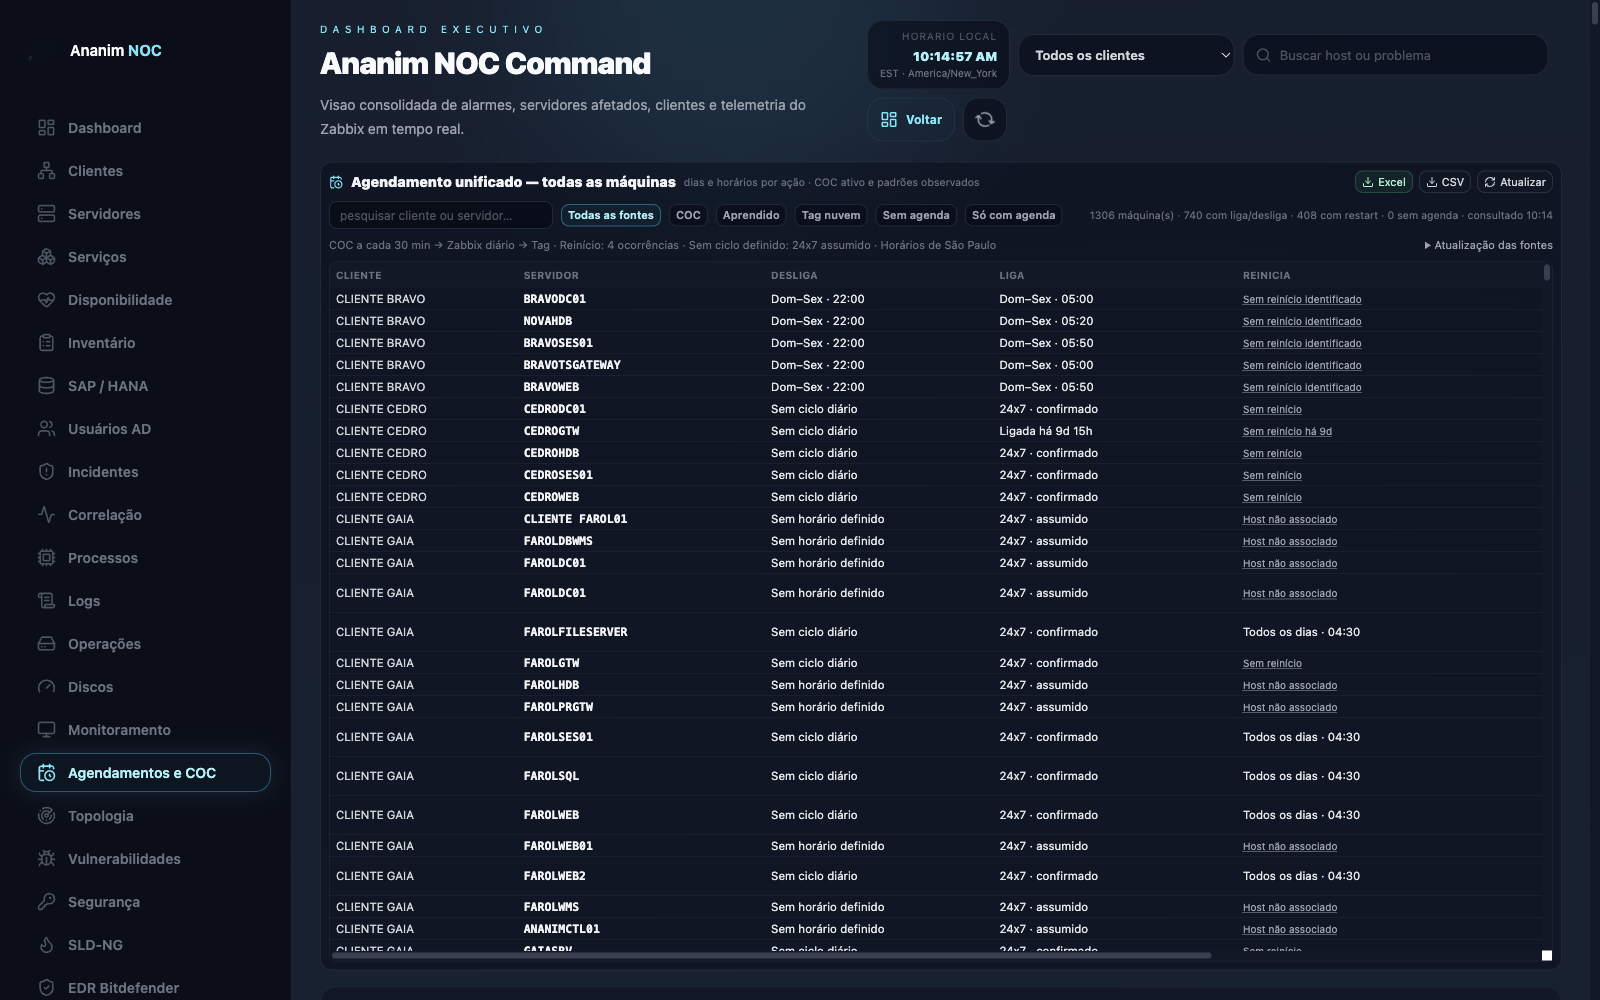 Ananim NOC
Dashboard
Clientes
Servidores
Serviços
Disponibilidade
Inventário
SAP / HANA
Usuários AD
Incidentes
Correlação
Processos
Logs
Operações
Discos
Monitoramento
Agendamentos e COC
Topologia
Vulnerabilidades
Segurança
SLD-NG
EDR Bitdefender
DASHBOARD EXECUTIVO
Ananim NOC Command
Visao consolidada de alarmes, servidores afetados, clientes e telemetria do
Zabbix em tempo real.
HORARIO LOCAL
10:14:57 AM
EST · America/New_York
Todos os clientes
Buscar host ou problema
Voltar
Agendamento unificado — todas as máquinas dias e horários por ação · COC ativo e padrões observados
Excel CSV Atualizar
pesquisar cliente ou servidor... Todas as fontes COC Aprendido Tag nuvem Sem agenda Só com agenda 1306 máquina(s) · 740 com liga/desliga · 408 com restart · 0 sem agenda · consultado 10:14
COC a cada 30 min → Zabbix diário → Tag · Reinício: 4 ocorrências · Sem ciclo definido: 24x7 assumido · Horários de São Paulo Atualização das fontes
CLIENTE SERVIDOR DESLIGA LIGA REINICIA
CLIENTE BRAVO BRAVODC01 Dom–Sex · 22:00 Dom–Sex · 05:00 Sem reinício identificado
CLIENTE BRAVO NOVAHDB Dom–Sex · 22:00 Dom–Sex · 05:20 Sem reinício identificado
CLIENTE BRAVO BRAVOSES01 Dom–Sex · 22:00 Dom–Sex · 05:50 Sem reinício identificado
CLIENTE BRAVO BRAVOTSGATEWAY Dom–Sex · 22:00 Dom–Sex · 05:00 Sem reinício identificado
CLIENTE BRAVO BRAVOWEB Dom–Sex · 22:00 Dom–Sex · 05:50 Sem reinício identificado
CLIENTE CEDRO CEDRODC01 Sem ciclo diário 24x7 · confirmado Sem reinício
CLIENTE CEDRO CEDROGTW Sem ciclo diário Ligada há 9d 15h Sem reinício há 9d
CLIENTE CEDRO CEDROHDB Sem ciclo diário 24x7 · confirmado Sem reinício
CLIENTE CEDRO CEDROSES01 Sem ciclo diário 24x7 · confirmado Sem reinício
CLIENTE CEDRO CEDROWEB Sem ciclo diário 24x7 · confirmado Sem reinício
CLIENTE GAIA CLIENTE FAROL01 Sem horário definido 24x7 · assumido Host não associado
CLIENTE GAIA FAROLDBWMS Sem horário definido 24x7 · assumido Host não associado
CLIENTE GAIA FAROLDC01 Sem horário definido 24x7 · assumido Host não associado
CLIENTE GAIA FAROLDC01 Sem horário definido 24x7 · assumido Host não associado
CLIENTE GAIA FAROLFILESERVER Sem ciclo diário 24x7 · confirmado Todos os dias · 04:30
CLIENTE GAIA FAROLGTW Sem ciclo diário 24x7 · confirmado Sem reinício
CLIENTE GAIA FAROLHDB Sem horário definido 24x7 · assumido Host não associado
CLIENTE GAIA FAROLPRGTW Sem horário definido 24x7 · assumido Host não associado
CLIENTE GAIA FAROLSES01 Sem ciclo diário 24x7 · confirmado Todos os dias · 04:30
CLIENTE GAIA FAROLSQL Sem ciclo diário 24x7 · confirmado Todos os dias · 04:30
CLIENTE GAIA FAROLWEB Sem ciclo diário 24x7 · confirmado Todos os dias · 04:30
CLIENTE GAIA FAROLWEB01 Sem horário definido 24x7 · assumido Host não associado
CLIENTE GAIA FAROLWEB2 Sem ciclo diário 24x7 · confirmado Todos os dias · 04:30
CLIENTE GAIA FAROLWMS Sem horário definido 24x7 · assumido Host não associado
CLIENTE GAIA ANANIMCTL01 Sem horário definido 24x7 · assumido Host não associado
CLIENTE GAIA GAIASRV Sem ciclo diário 24x7 · confirmado Sem reinício